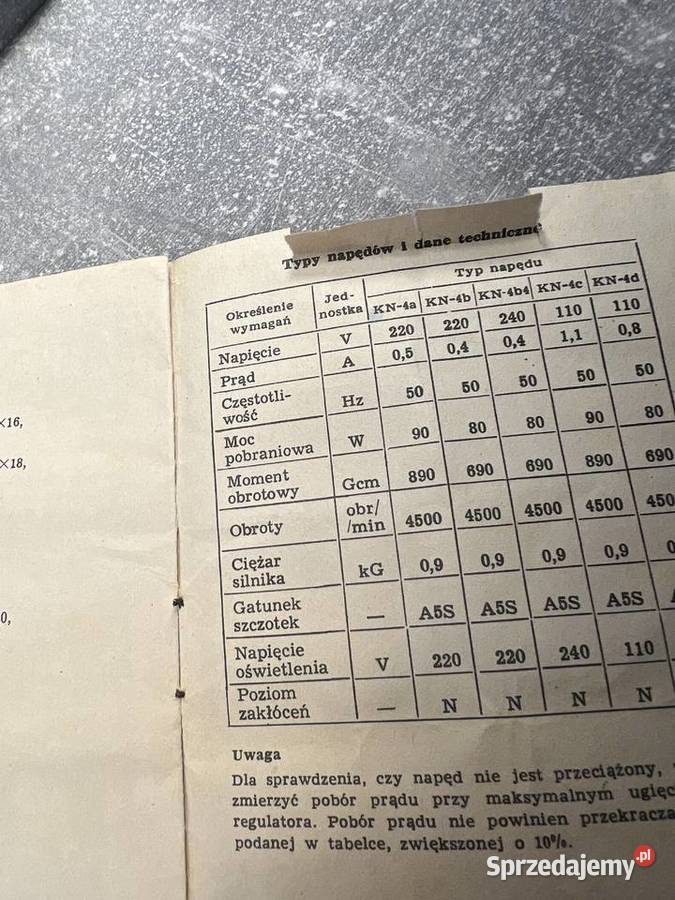 ×16,
×18,
0,
Typy napędów i dane techniczne
Określenie wymagań Jed-nostka Typ napędu
KN-4a KN-4b KN-4b4 KN-4c KN-4d
Napięcie V 220 220 240 110 110
Prąd A 0,5 0,4 0,4 1,1 0,8
Częstotli-
wość Hz 50 50 50 50 50
Moc
pobraniowa W 90 80 80 90 80
Moment
obrotowy Gcm 890 690 690 890 690
Obroty obr/
/min 4500 4500 4500 4500 450
Ciężar
silnika kG 0,9 0,9 0,9 0,9 0
Gatunek
szczotek — A5S A5S A5S A5S
Napięcie
oświetlenia V 220 220 240 110
Poziom
zakłóceń — N N N N
Uwaga
Dla sprawdzenia, czy napęd nie jest przeciążony,
zmierzyć pobór prądu przy maksymalnym ugięc
regulatora. Pobór prądu nie powinien przekracza
podanej w tabelce, zwiększonej o 10%.
Sprzedajemy.pl